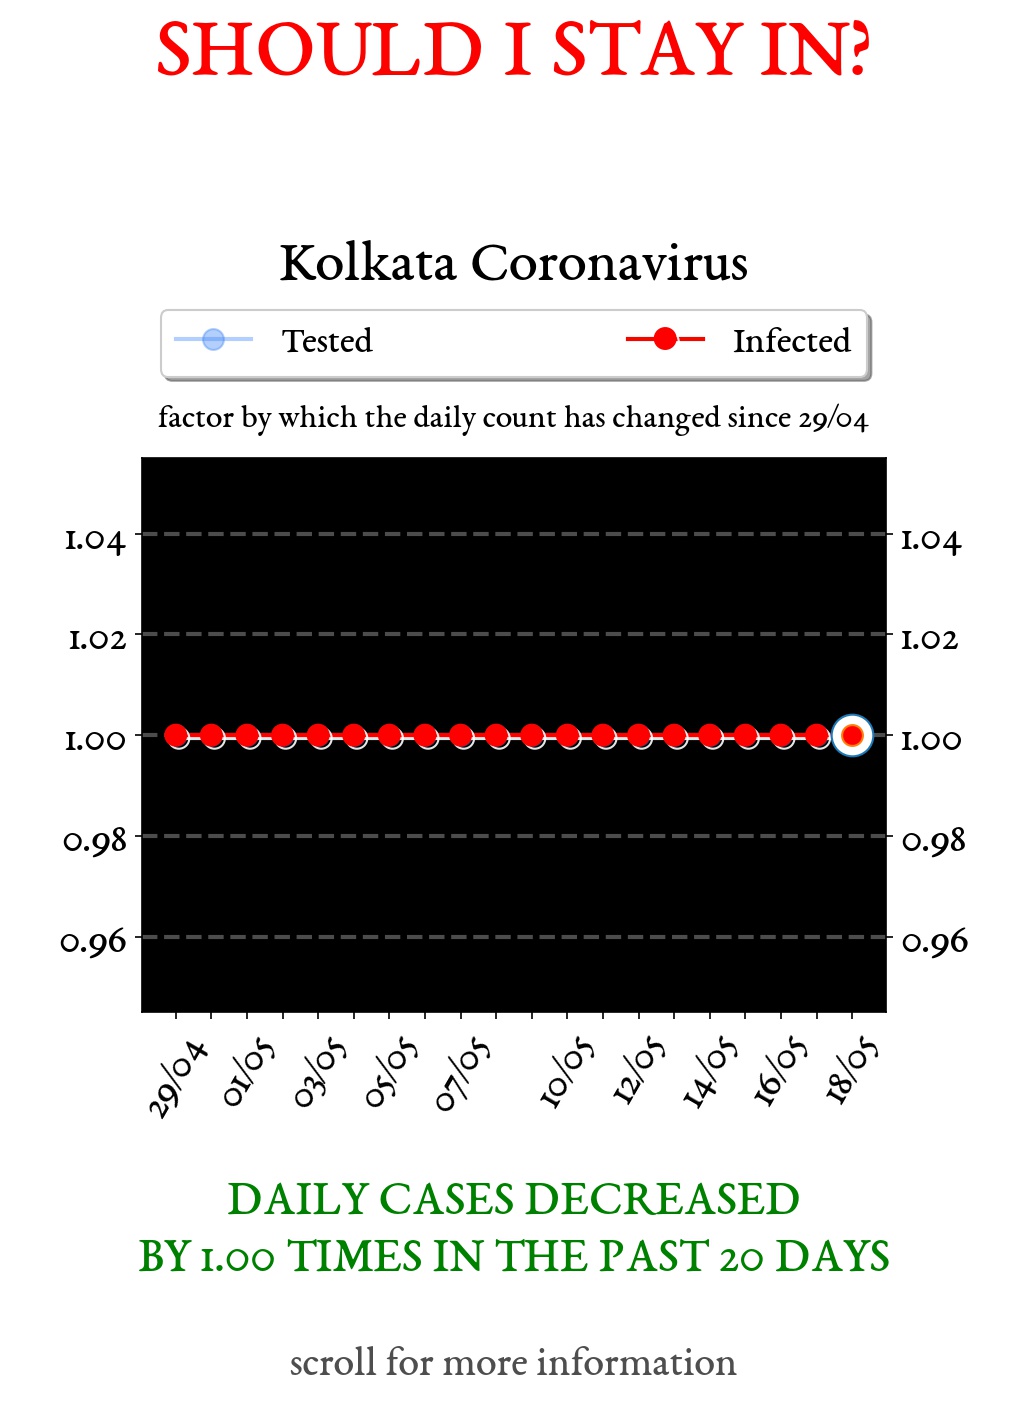 SHOULD I STAY IN?
Kolkata Coronavirus
Tested Infected
factor by which the daily count has changed since 29/04
1.04 1.04
1.02 1.02
1.00 1.00
0.98 0.98
0.96 0.96
29/04 01/05 03/05 05/05 07/05 10/05 12/05 14/05 16/05 18/05
DAILY CASES DECREASED
BY 1.00 TIMES IN THE PAST 20 DAYS
scroll for more information